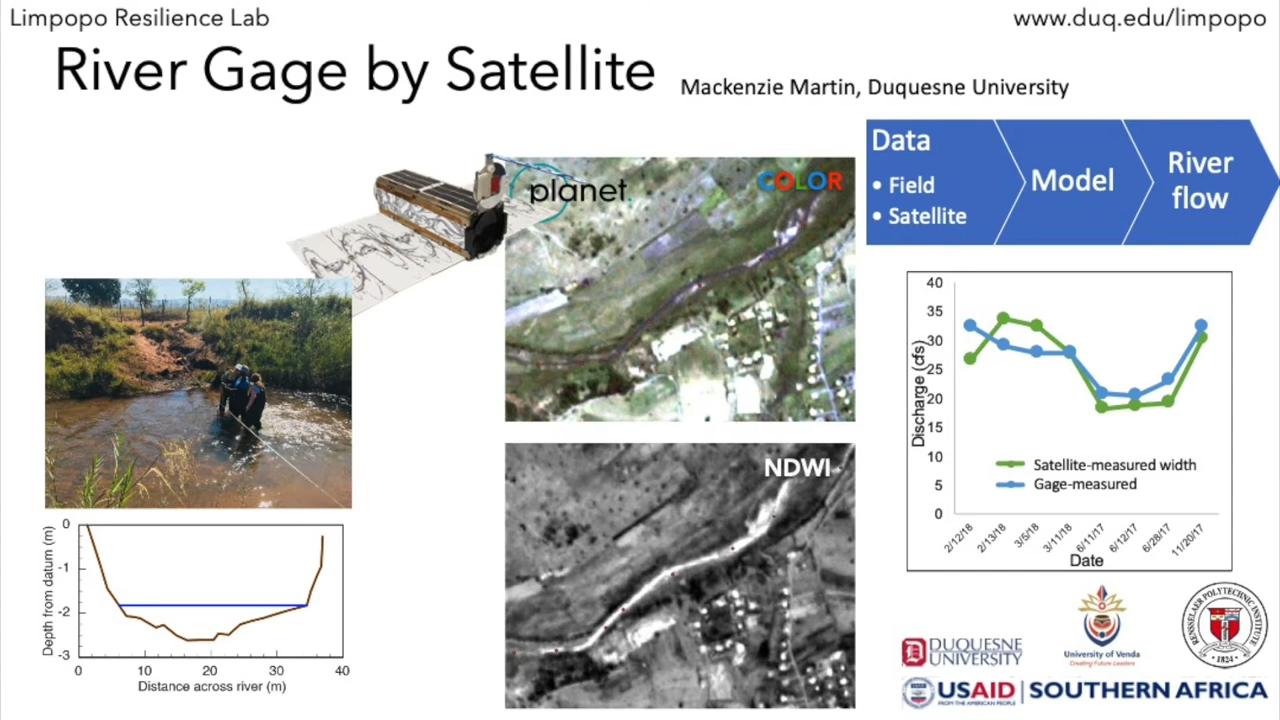 Limpopo Resilience Lab
www.duq.edu/limpopo
River Gage by Satellite
Mackenzie Martin, Duquesne University
planet.
COLOR
Data
• Field
• Satellite
Model
River
flow
NDWI
Depth from datum (m)
0
-1
-2
-3
0 10 20 30 40
Distance across river (m)
Discharge (cfs)
40
35
30
25
20
15
10
5
0
Satellite-measured width
Gage-measured
2/12/18 2/13/18 3/5/18 3/11/18 6/11/17 6/12/17 6/28/17 11/20/17
Date
DUQUESNE
UNIVERSITY
University of Venda
Creating Future Leaders
RENSSELAER POLYTECHNIC INSTITUTE
1824
USAID | SOUTHERN AFRICA
FROM THE AMERICAN PEOPLE